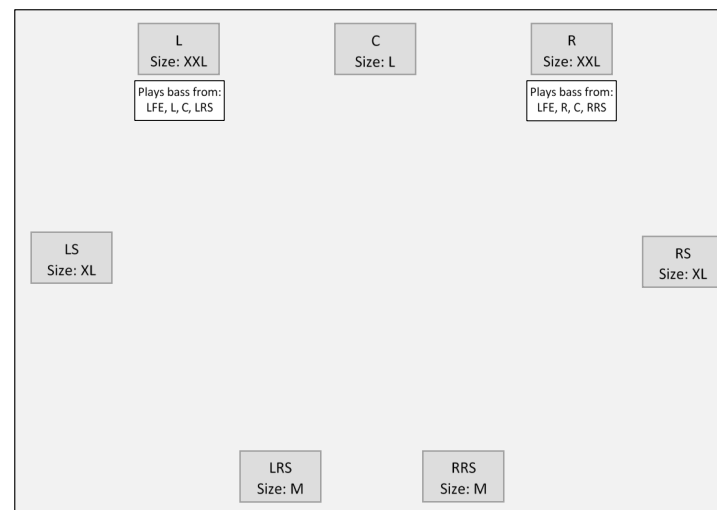 L
Size: XXL
C
Size: L
R
Size: XXL
Plays bass from:
LFE, L, C, LRS
Plays bass from:
LFE, R, C, RRS
LS
Size: XL
RS
Size: XL
LRS
Size: M
RRS
Size: M